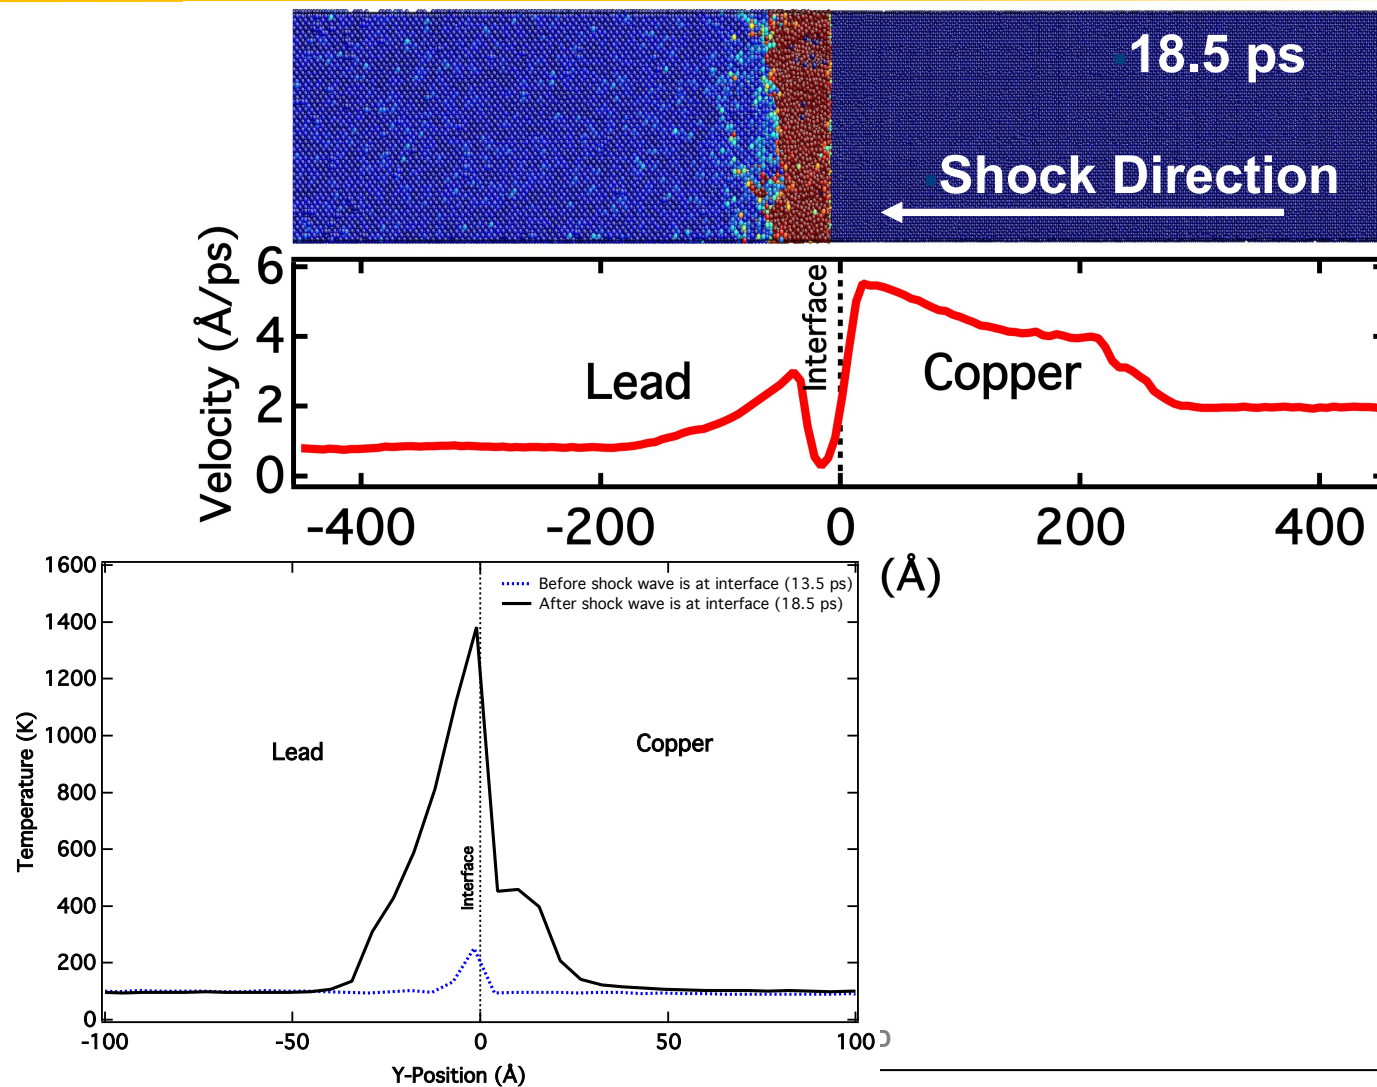 18.5 ps
Shock Direction
Velocity (Å/ps)
6
4
2
0
Interface
Lead
Copper
-400
-200
0
200
400
(Å)
Temperature (K)
1600
1400
1200
1000
800
600
400
200
0
Before shock wave is at interface (13.5 ps)
After shock wave is at interface (18.5 ps)
Lead
Copper
Interface
-100
-50
0
50
100
Y-Position (Å)